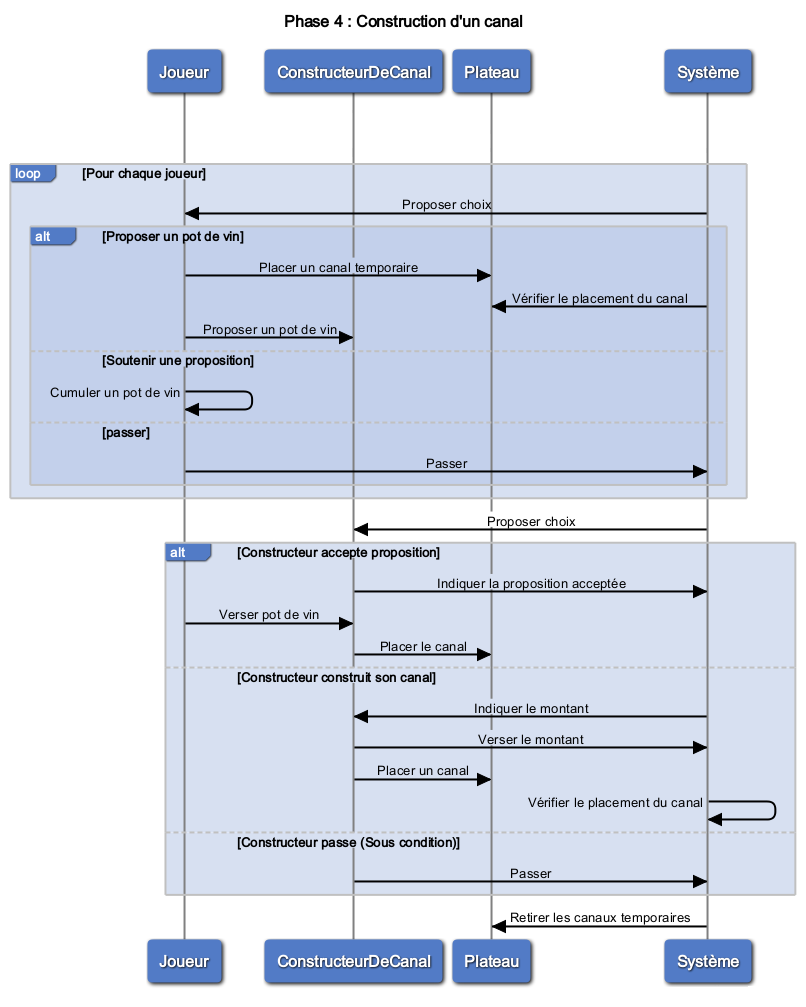 Phase 4 : Construction d'un canal
Joueur ConstructeurDeCanal Plateau Système
loop [Pour chaque joueur]
Proposer choix
alt [Proposer un pot de vin]
Placer un canal temporaire
Vérifier le placement du canal
Proposer un pot de vin
[Soutenir une proposition]
Cumuler un pot de vin
[passer]
Passer
Proposer choix
alt [Constructeur accepte proposition]
Indiquer la proposition acceptée
Verser pot de vin
Placer le canal
[Constructeur construit son canal]
Indiquer le montant
Verser le montant
Placer un canal
Vérifier le placement du canal
[Constructeur passe (Sous condition)]
Passer
Retirer les canaux temporaires
Joueur ConstructeurDeCanal Plateau Système